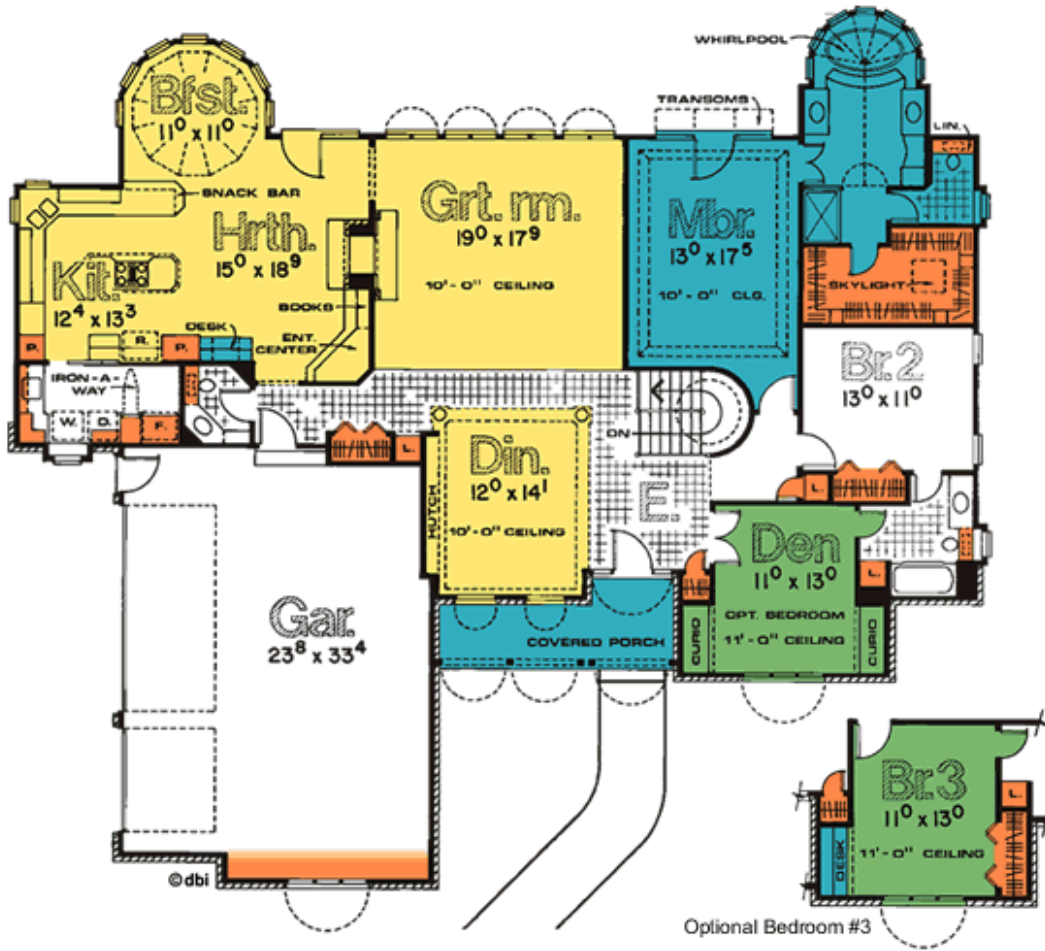 WHIRLPOOL
Bfst.
11⁰ x 11⁰
TRANSOMS
LIN.
SNACK BAR
Grt. rm.
19⁰ x 17⁹
10'-0" CEILING
Mbr.
13⁰ x 17⁵
10'-0" CLG.
Hrth.
15⁰ x 18⁹
Kit.
12⁴ x 13³
SKYLIGHT
BOOKS
DESK
ENT.
CENTER
P.
R.
P.
IRON-A-
WAY
W.
D.
F.
Br.2
13⁰ x 11⁰
DN
L.
Din.
12⁰ x 14¹
10'-0" CEILING
HUTCH
E.
L.
Den
11⁰ x 13⁰
OPT. BEDROOM
11'-0" CEILING
CURIO
CURIO
L.
Gar.
23⁸ x 33⁴
COVERED PORCH
Br.3
11⁰ x 13⁰
11'-0" CEILING
L.
DESK
©dbi
Optional Bedroom #3